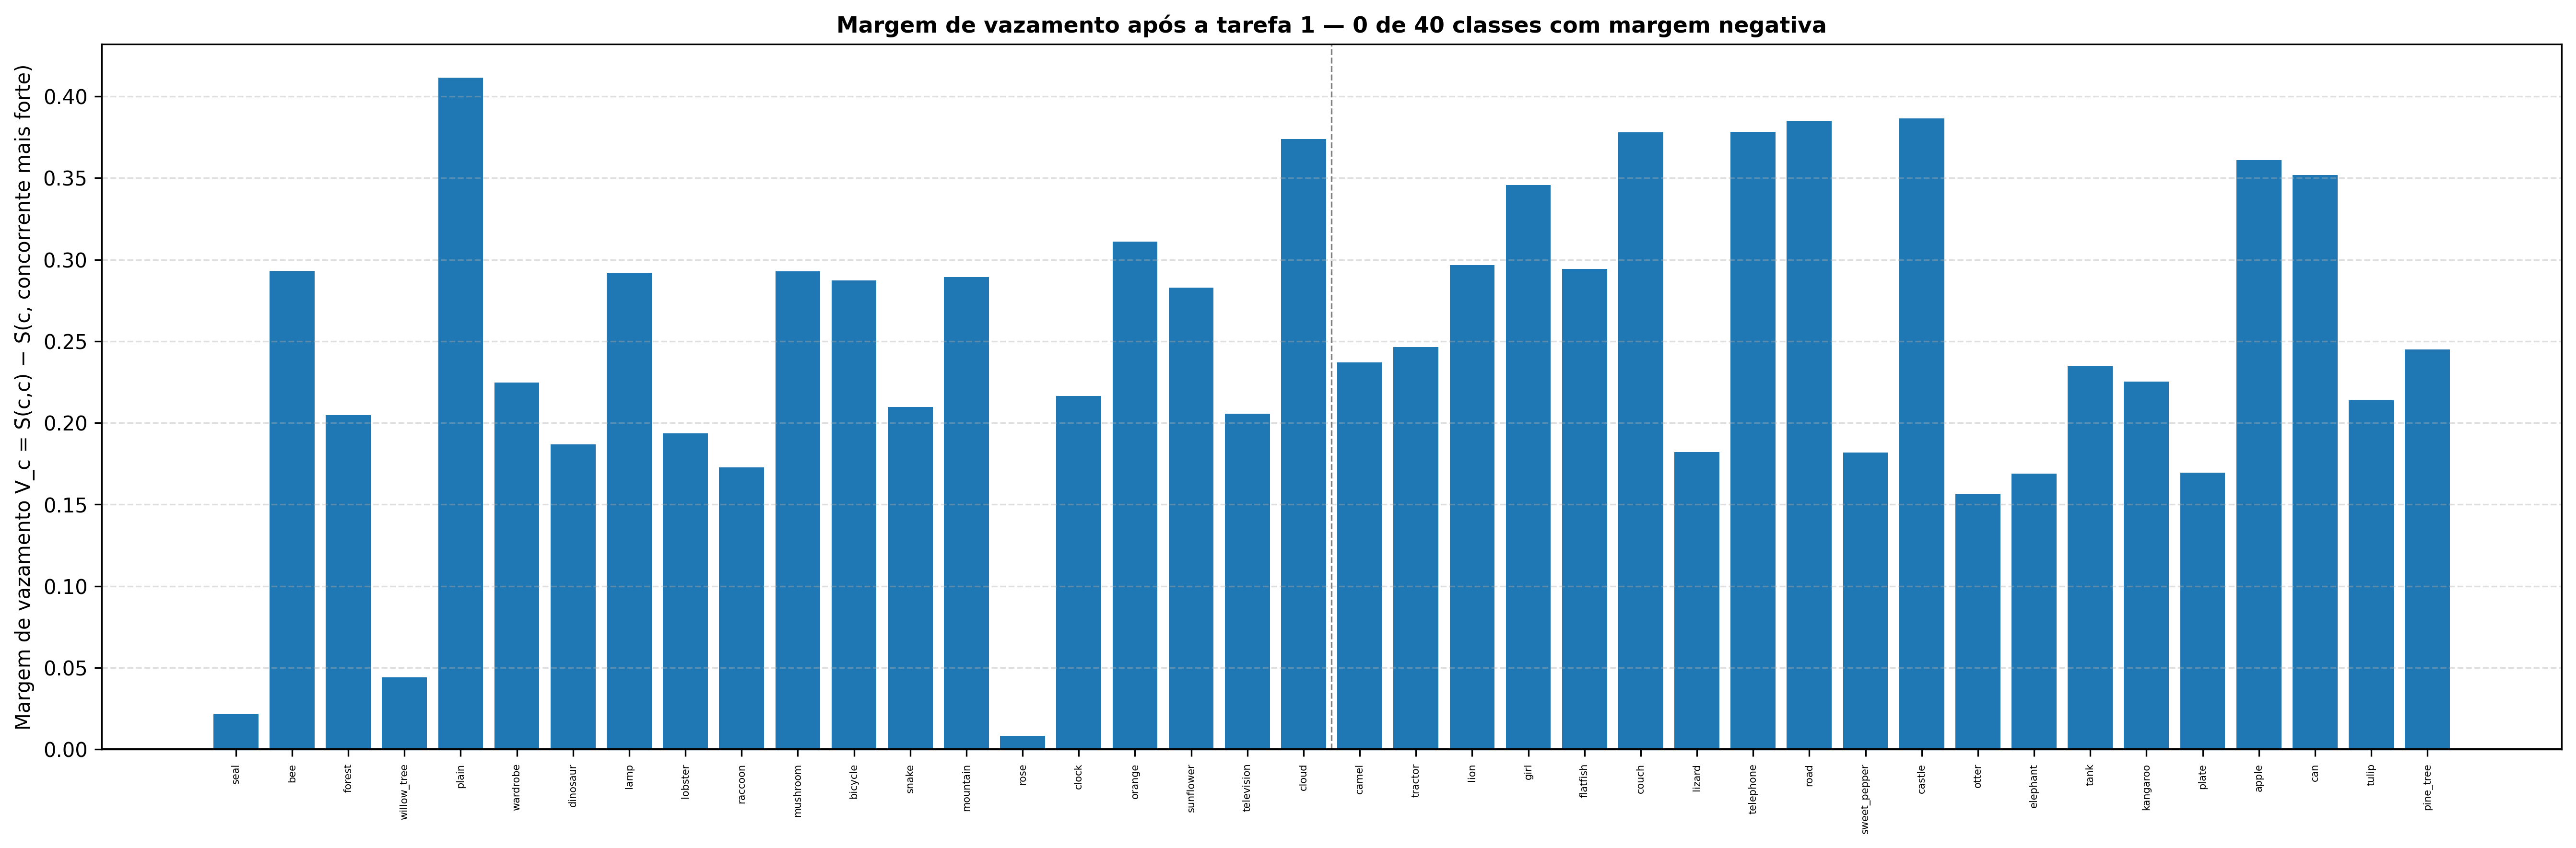 Margem de vazamento após a tarefa 1 — 0 de 40 classes com margem negativa
Margem de vazamento V_c = S(c,c) − S(c, concorrente mais forte)
0.40
0.35
0.30
0.25
0.20
0.15
0.10
0.05
0.00
seal
bee
forest
willow_tree
plain
wardrobe
dinosaur
lamp
lobster
raccoon
mushroom
bicycle
snake
mountain
rose
clock
orange
sunflower
television
cloud
camel
tractor
lion
girl
flatfish
couch
lizard
telephone
road
sweet_pepper
castle
otter
elephant
tank
kangaroo
plate
apple
can
tulip
pine_tree